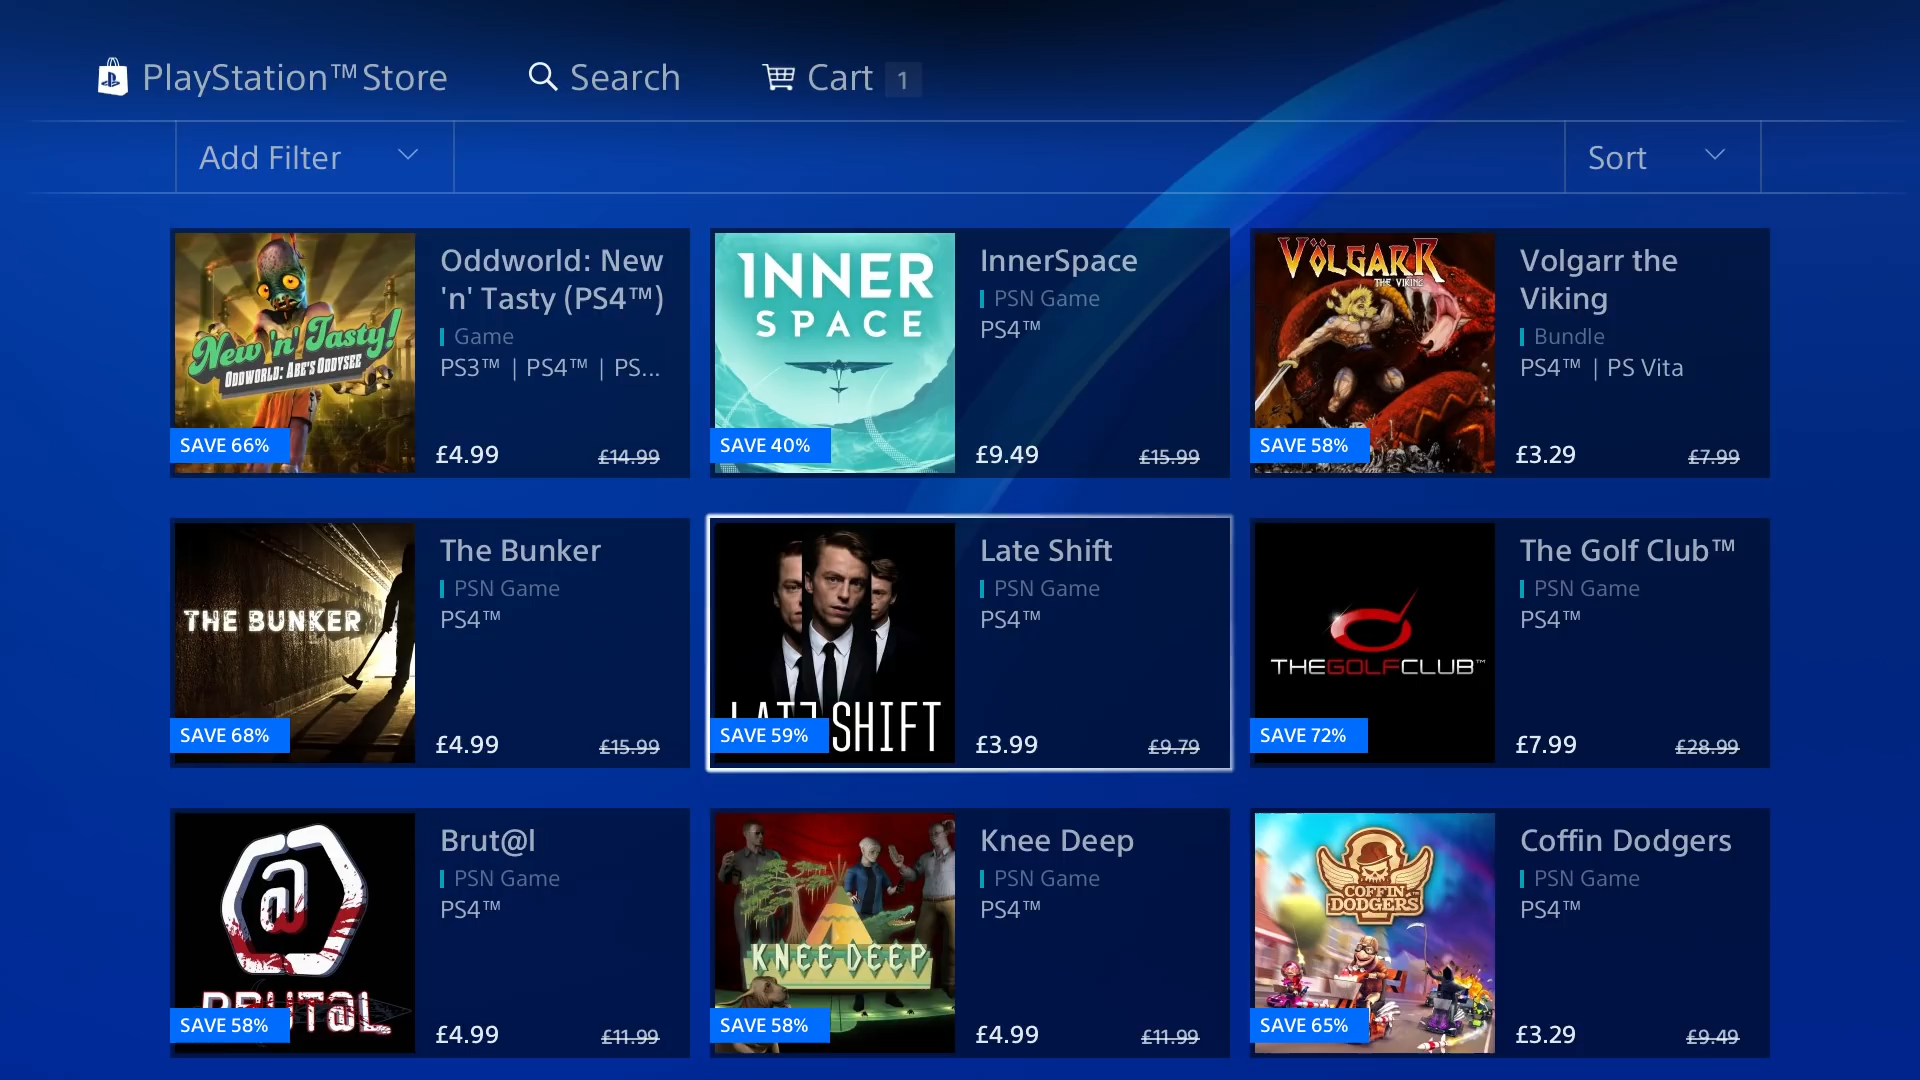 PlayStation™Store
Search
Cart 1
Add Filter
Sort
New 'n' Tasty!
ODDWORLD: ABE'S ODDYSEE
SAVE 66%
Oddworld: New
'n' Tasty (PS4™)
Game
PS3™ | PS4™ | PS...
£4.99 £14.99
INNER
SPACE
SAVE 40%
InnerSpace
PSN Game
PS4™
£9.49 £15.99
VÖLGARR
THE VIKING
SAVE 58%
Volgarr the
Viking
Bundle
PS4™ | PS Vita
£3.29 £7.99
THE BUNKER
SAVE 68%
The Bunker
PSN Game
PS4™
£4.99 £15.99
LATE SHIFT
SAVE 59%
Late Shift
PSN Game
PS4™
£3.99 £9.79
THEGOLFCLUB™
SAVE 72%
The Golf Club™
PSN Game
PS4™
£7.99 £28.99
@
BRUT@L
SAVE 58%
Brut@l
PSN Game
PS4™
£4.99 £11.99
KNEE DEEP
SAVE 58%
Knee Deep
PSN Game
PS4™
£4.99 £11.99
COFFIN
DODGERS
SAVE 65%
Coffin Dodgers
PSN Game
PS4™
£3.29 £9.49